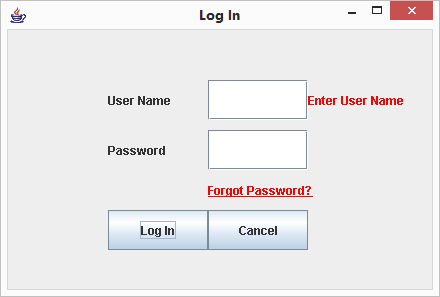 Log In
User Name Enter User Name
Password
Forgot Password?
Log In Cancel